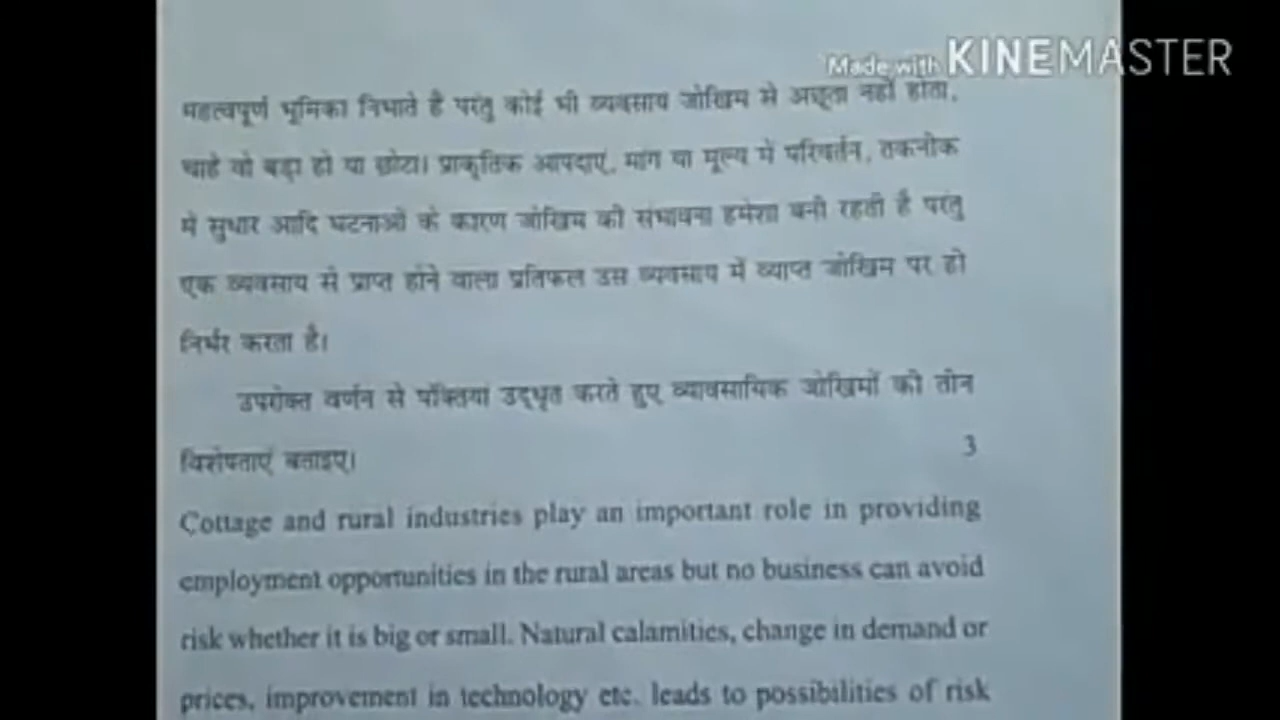 Made with KINEMASTER
महत्वपूर्ण भूमिका निभाते है परंतु कोई भी व्यवसाय जोखिम से अछूता नहीं होता,
चाहे वो बड़ा हो या छोटा। प्राकृतिक आपदाएं, मांग या मूल्य में परिवर्तन, तकनीक
में सुधार आदि घटनाओं के कारण जोखिम की संभावना हमेशा बनी रहती है परंतु
एक व्यवसाय से प्राप्त होने वाला प्रतिफल उस व्यवसाय में व्याप्त जोखिम पर ही
निर्भर करता है।
उपरोक्त वर्णन से पंक्तियां उद्धृत करते हुए व्यावसायिक जोखिमों की तीन
विशेषताएं बताइए। 3
Cottage and rural industries play an important role in providing
employment opportunities in the rural areas but no business can avoid
risk whether it is big or small. Natural calamities, change in demand or
prices, improvement in technology etc. leads to possibilities of risk